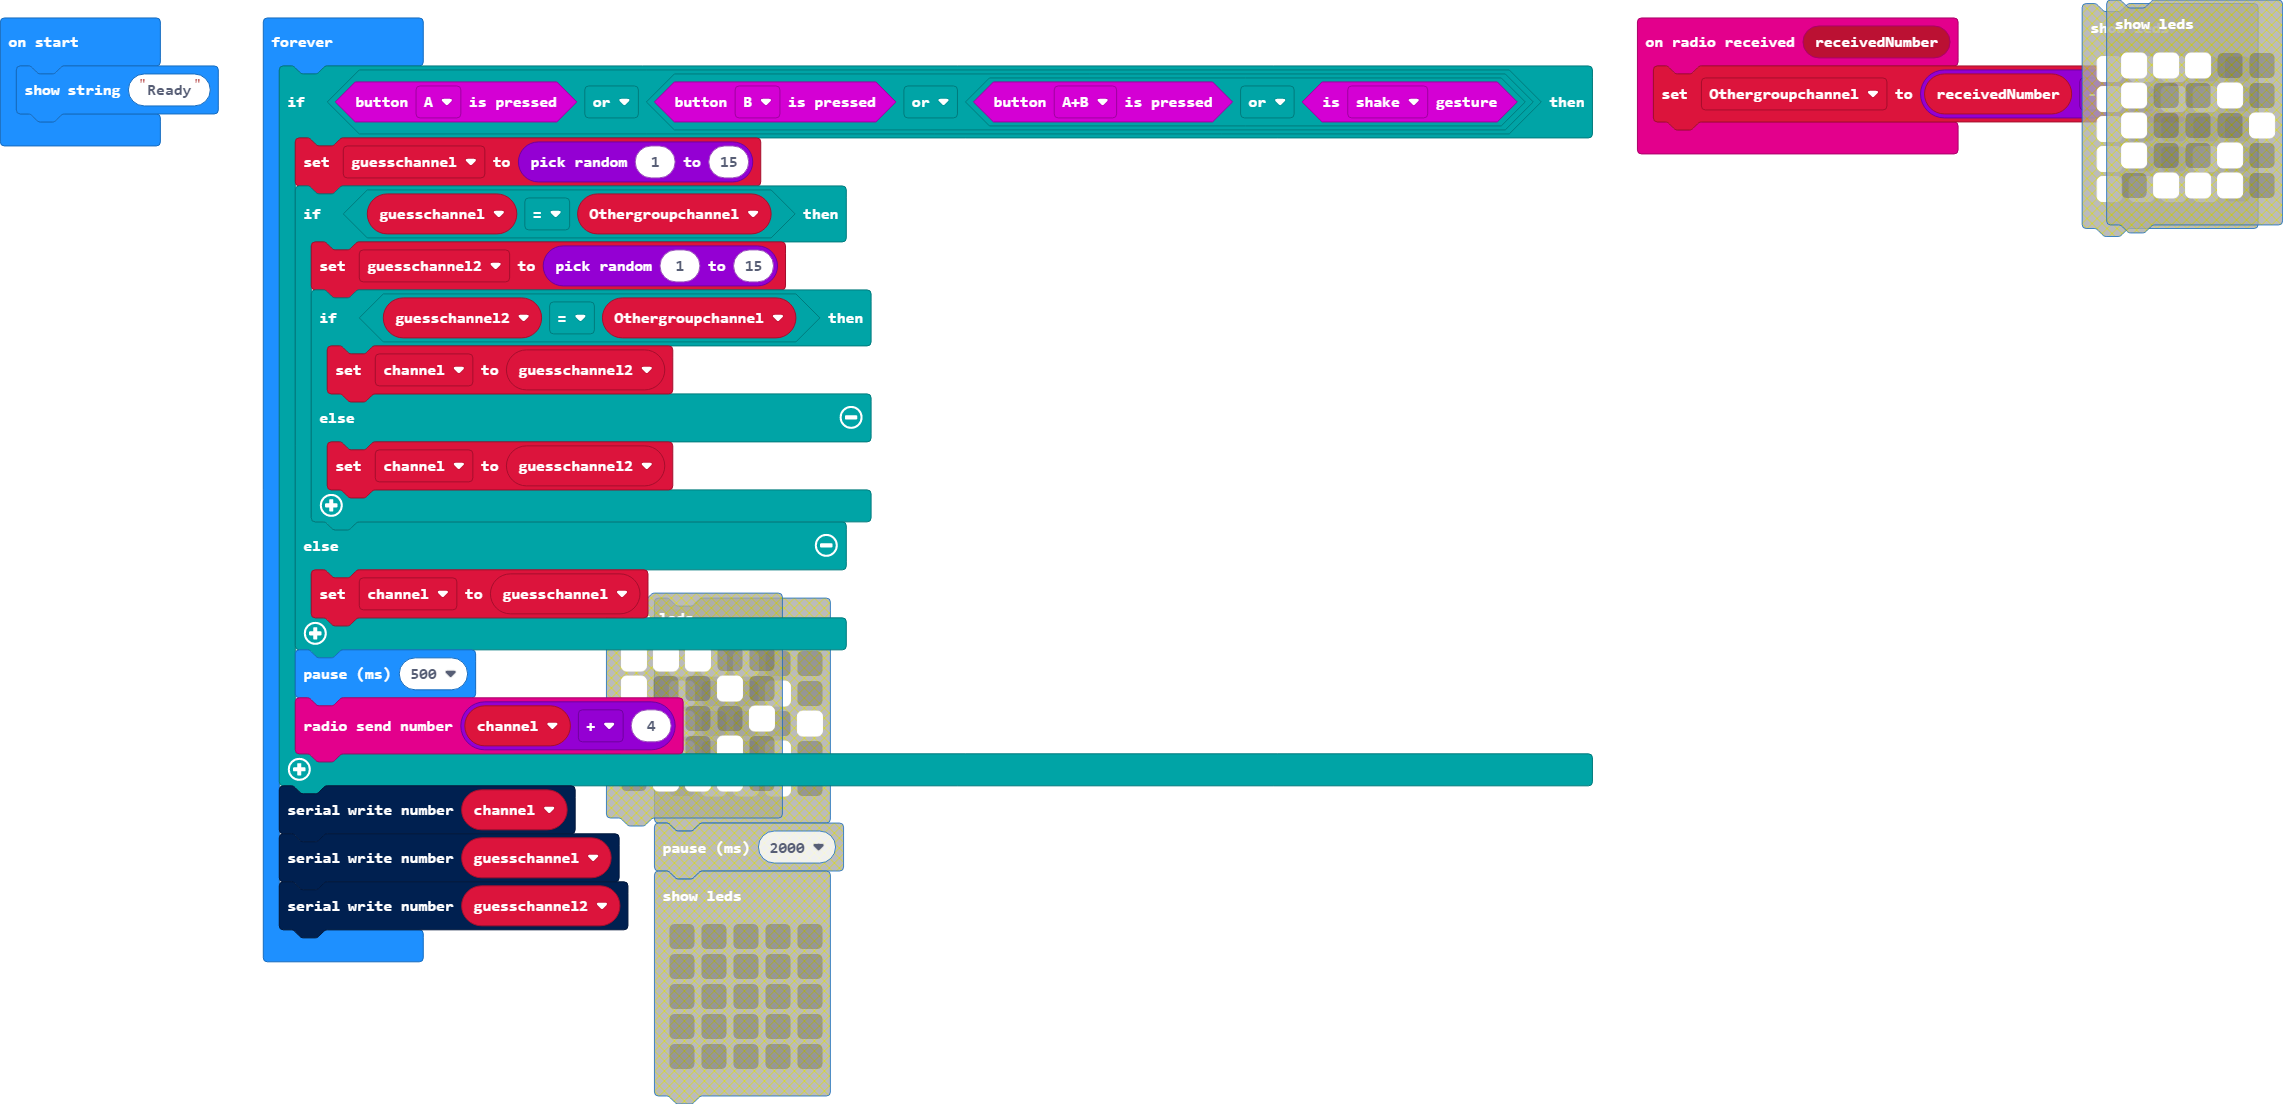 on start
show string "Ready"
forever
if button A is pressed or button B is pressed or button A+B is pressed or is shake gesture then
set guesschannel to pick random 1 to 15
if guesschannel = Othergroupchannel then
set guesschannel2 to pick random 1 to 15
if guesschannel2 = Othergroupchannel then
set channel to guesschannel2
else
set channel to guesschannel2
else
set channel to guesschannel
pause (ms) 500
radio send number channel + 4
serial write number channel
serial write number guesschannel
serial write number guesschannel2
leds
pause (ms) 2000
show leds
on radio received receivedNumber
set Othergroupchannel to receivedNumber -
show leds